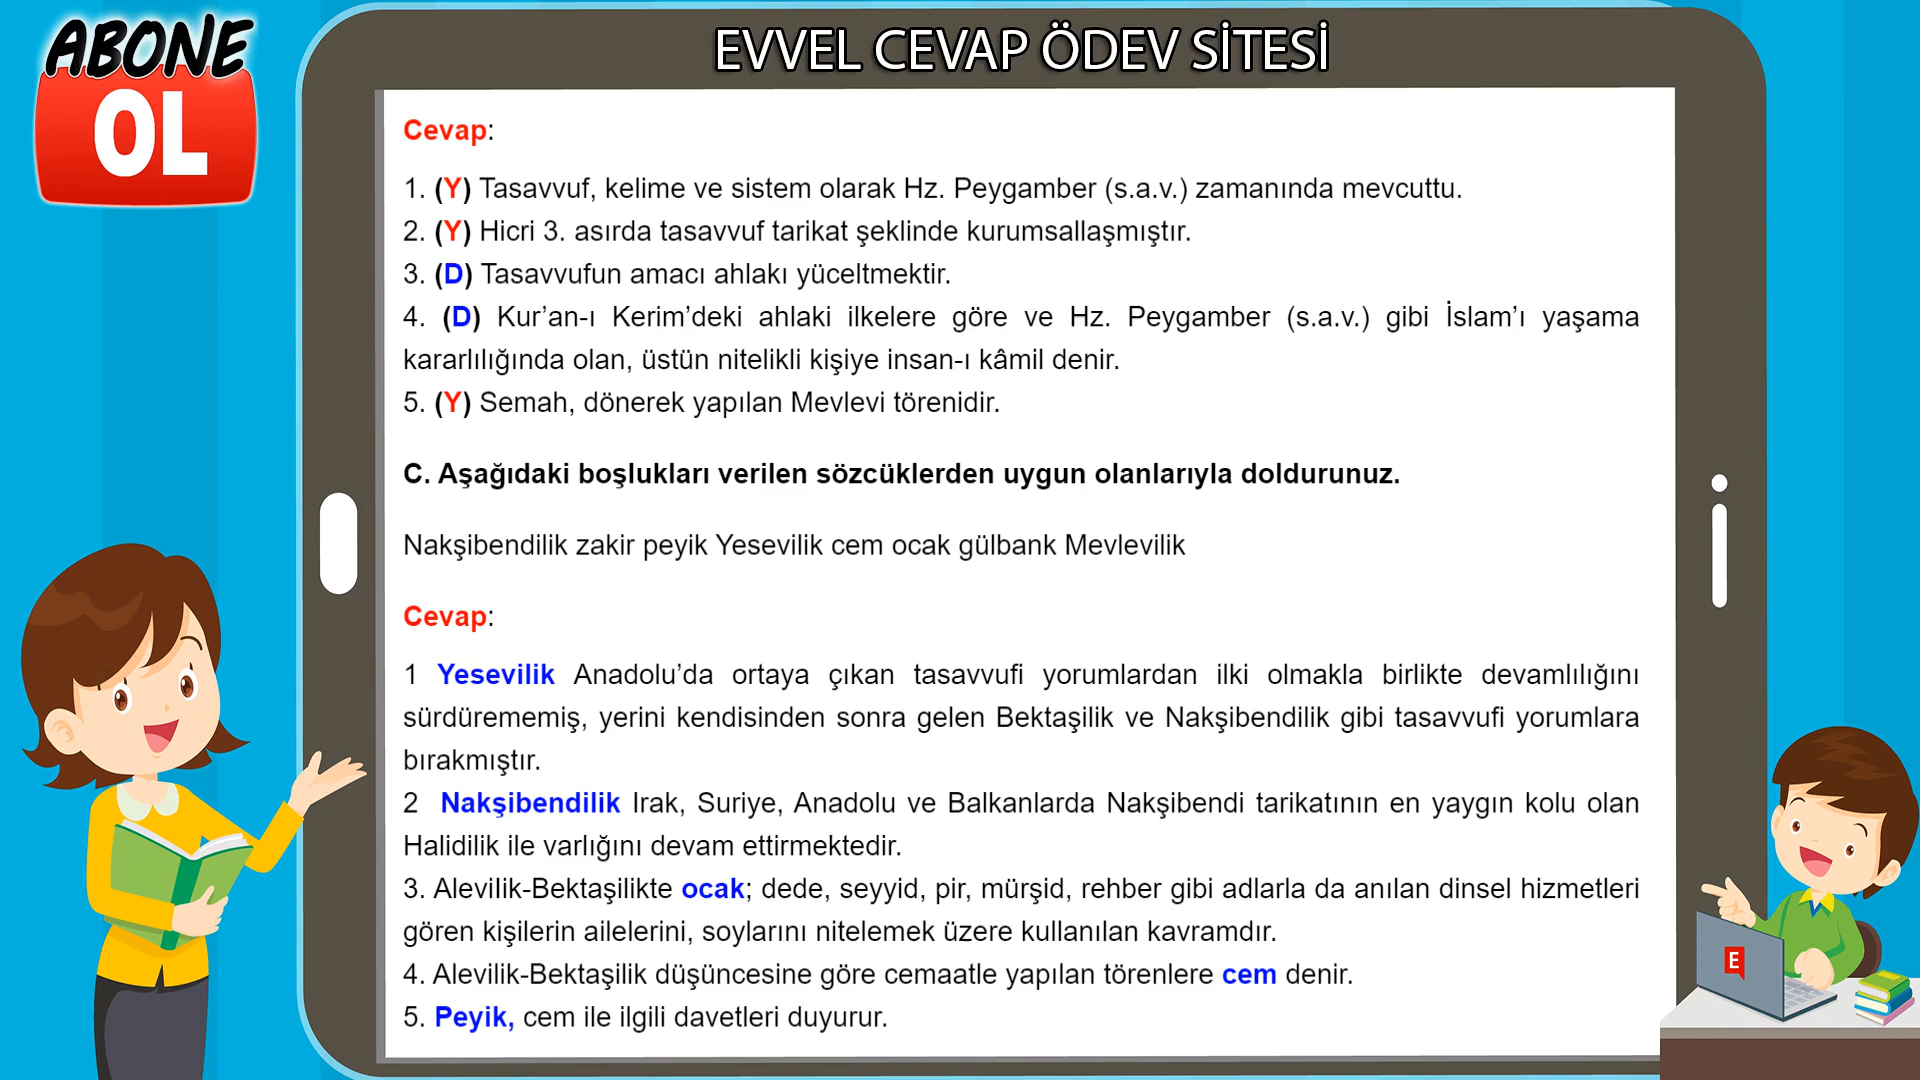 ABONE
OL
EVVEL CEVAP ÖDEV SİTESİ
Cevap:
1. (Y) Tasavvuf, kelime ve sistem olarak Hz. Peygamber (s.a.v.) zamanında mevcuttu.
2. (Y) Hicri 3. asırda tasavvuf tarikat şeklinde kurumsallaşmıştır.
3. (D) Tasavvufun amacı ahlakı yüceltmektir.
4. (D) Kur’an-ı Kerim’deki ahlaki ilkelere göre ve Hz. Peygamber (s.a.v.) gibi İslam’ı yaşama
kararlılığında olan, üstün nitelikli kişiye insan-ı kâmil denir.
5. (Y) Semah, dönerek yapılan Mevlevi törenidir.
C. Aşağıdaki boşlukları verilen sözcüklerden uygun olanlarıyla doldurunuz.
Nakşibendilik zakir peyik Yesevilik cem ocak gülbank Mevlevilik
Cevap:
1 Yesevilik Anadolu’da ortaya çıkan tasavvufi yorumlardan ilki olmakla birlikte devamlılığını
sürdürememiş, yerini kendisinden sonra gelen Bektaşilik ve Nakşibendilik gibi tasavvufi yorumlara
bırakmıştır.
2 Nakşibendilik Irak, Suriye, Anadolu ve Balkanlarda Nakşibendi tarikatının en yaygın kolu olan
Halidilik ile varlığını devam ettirmektedir.
3. Alevilik-Bektaşilikte ocak; dede, seyyid, pir, mürşid, rehber gibi adlarla da anılan dinsel hizmetleri
gören kişilerin ailelerini, soylarını nitelemek üzere kullanılan kavramdır.
4. Alevilik-Bektaşilik düşüncesine göre cemaatle yapılan törenlere cem denir.
5. Peyik, cem ile ilgili davetleri duyurur.
E